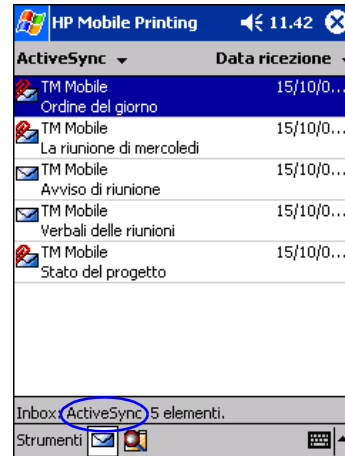 HP Mobile Printing 11.42
ActiveSync Data ricezione
TM Mobile 15/10/0...
Ordine del giorno
TM Mobile 15/10/0...
La riunione di mercoledi
TM Mobile 15/10/0...
Avviso di riunione
TM Mobile 15/10/0...
Verbali delle riunioni
TM Mobile 15/10/0...
Stato del progetto
Inbox: ActiveSync 5 elementi.
Strumenti